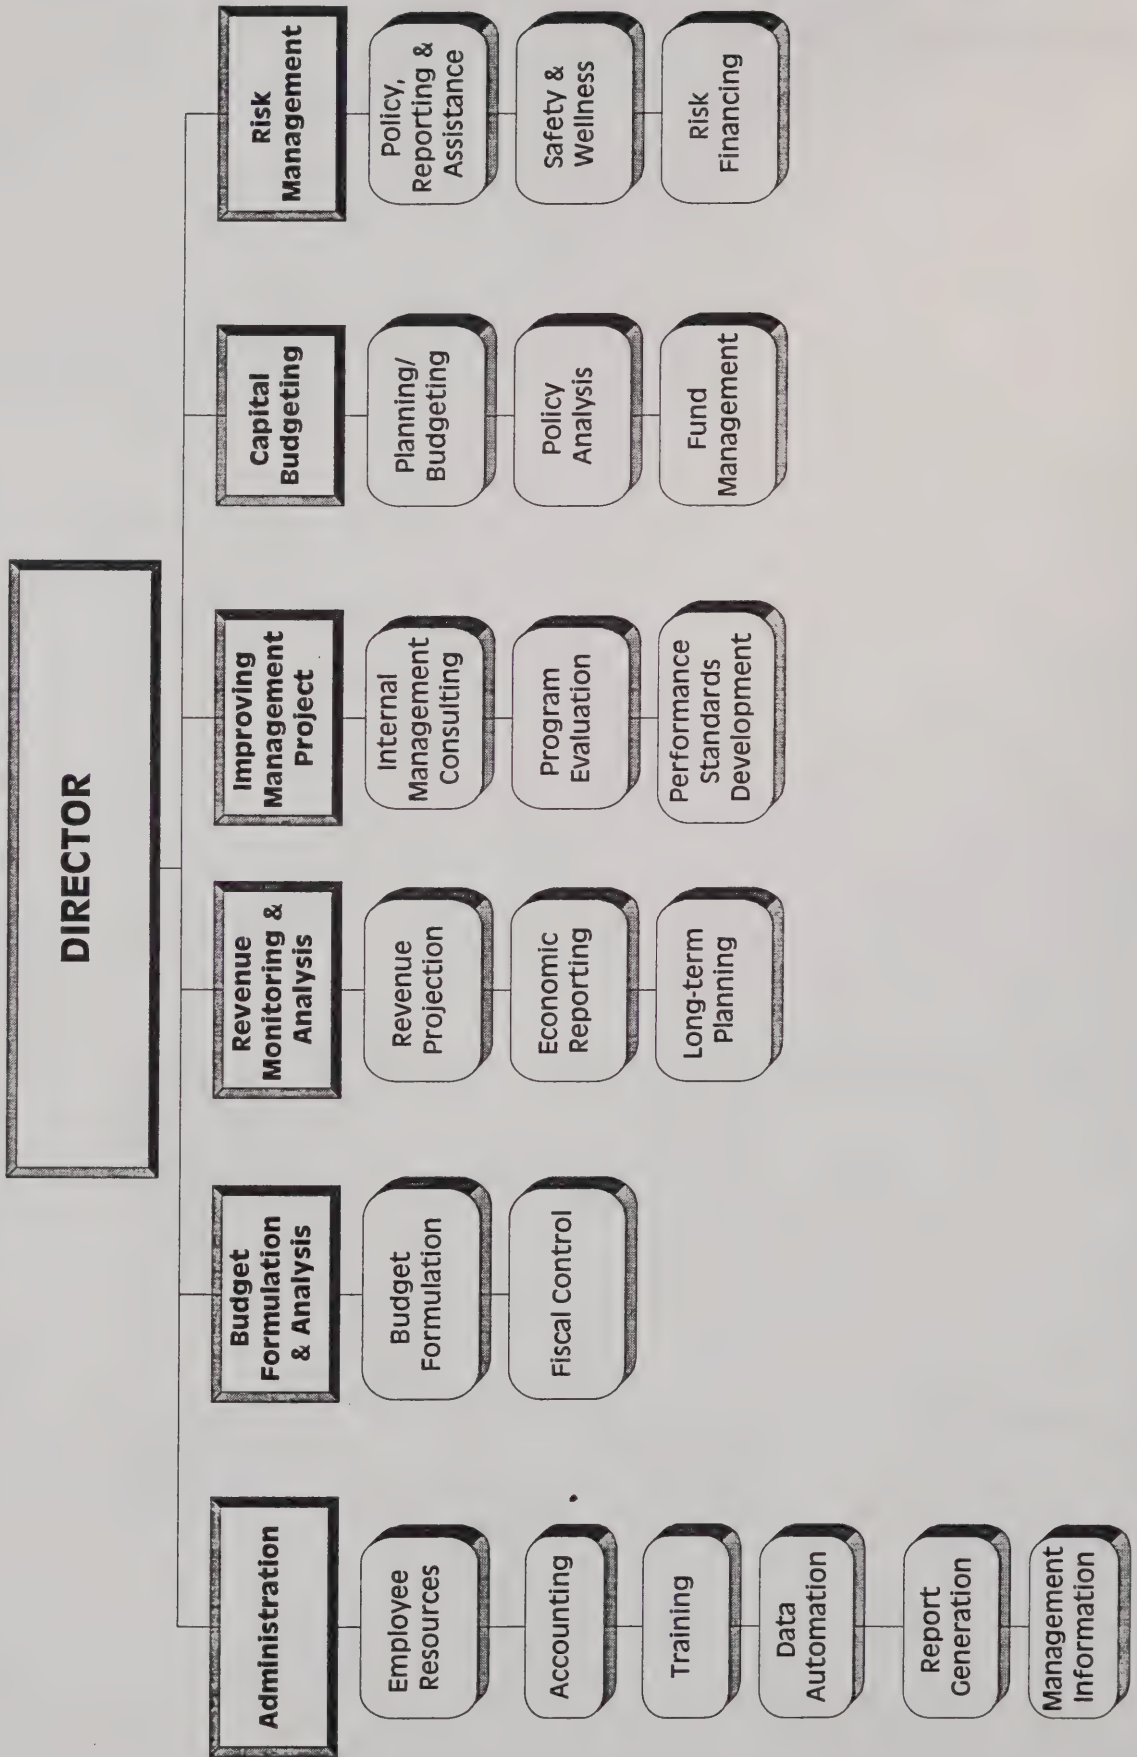 DIRECTOR
Administration
Employee
Resources
Accounting
Training
Data
Automation
Report
Generation
Management
Information
Budget
Formulation
& Analysis
Budget
Formulation
Fiscal Control
Revenue
Monitoring &
Analysis
Revenue
Projection
Economic
Reporting
Long-term
Planning
Improving
Management
Project
Internal
Management
Consulting
Program
Evaluation
Performance
Standards
Development
Capital
Budgeting
Planning/
Budgeting
Policy
Analysis
Fund
Management
Risk
Management
Policy,
Reporting &
Assistance
Safety &
Wellness
Risk
Financing